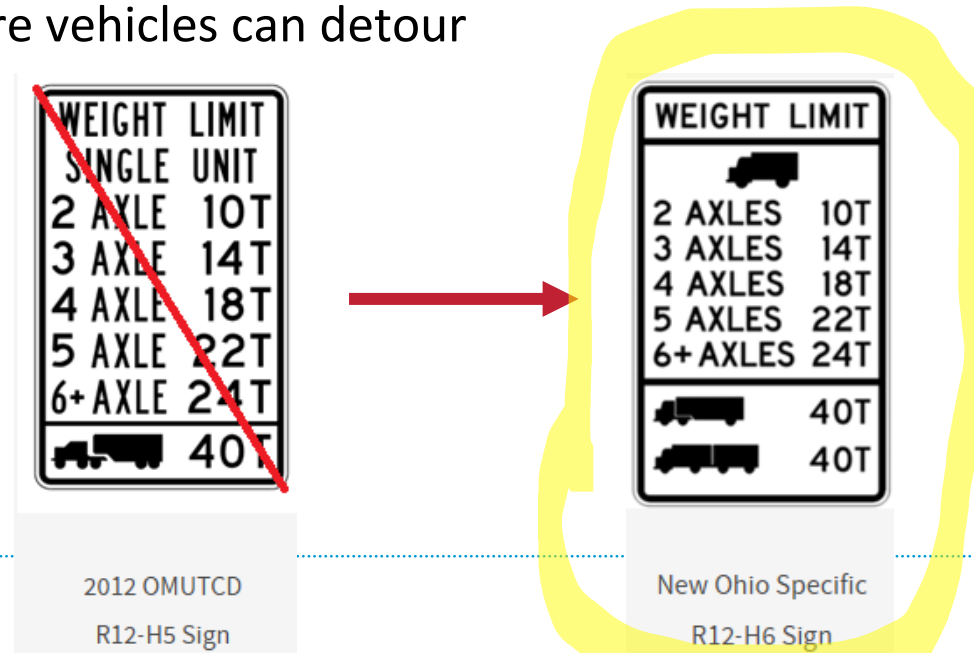 re vehicles can detour
WEIGHT LIMIT
SINGLE UNIT
2 AXLE 10T
3 AXLE 14T
4 AXLE 18T
5 AXLE 22T
6+ AXLE 24T
40T
2012 OMUTCD
R12-H5 Sign
WEIGHT LIMIT
2 AXLES 10T
3 AXLES 14T
4 AXLES 18T
5 AXLES 22T
6+ AXLES 24T
40T
40T
New Ohio Specific
R12-H6 Sign